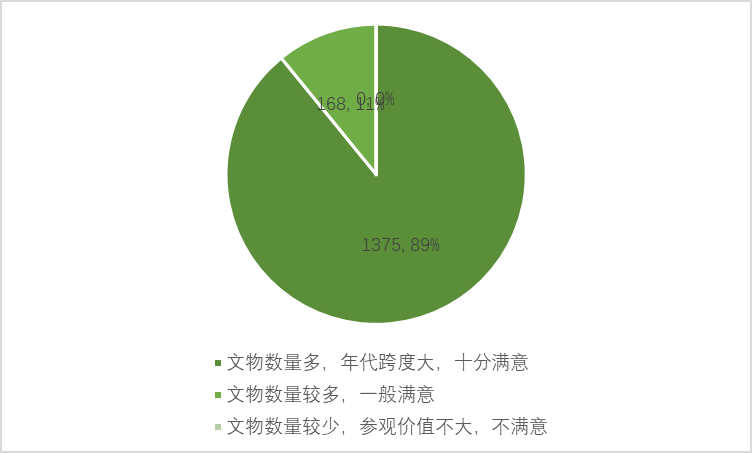 0, 0%
168, 11%
1375, 89%
文物数量多，年代跨度大，十分满意
文物数量较多，一般满意
文物数量较少，参观价值不大，不满意